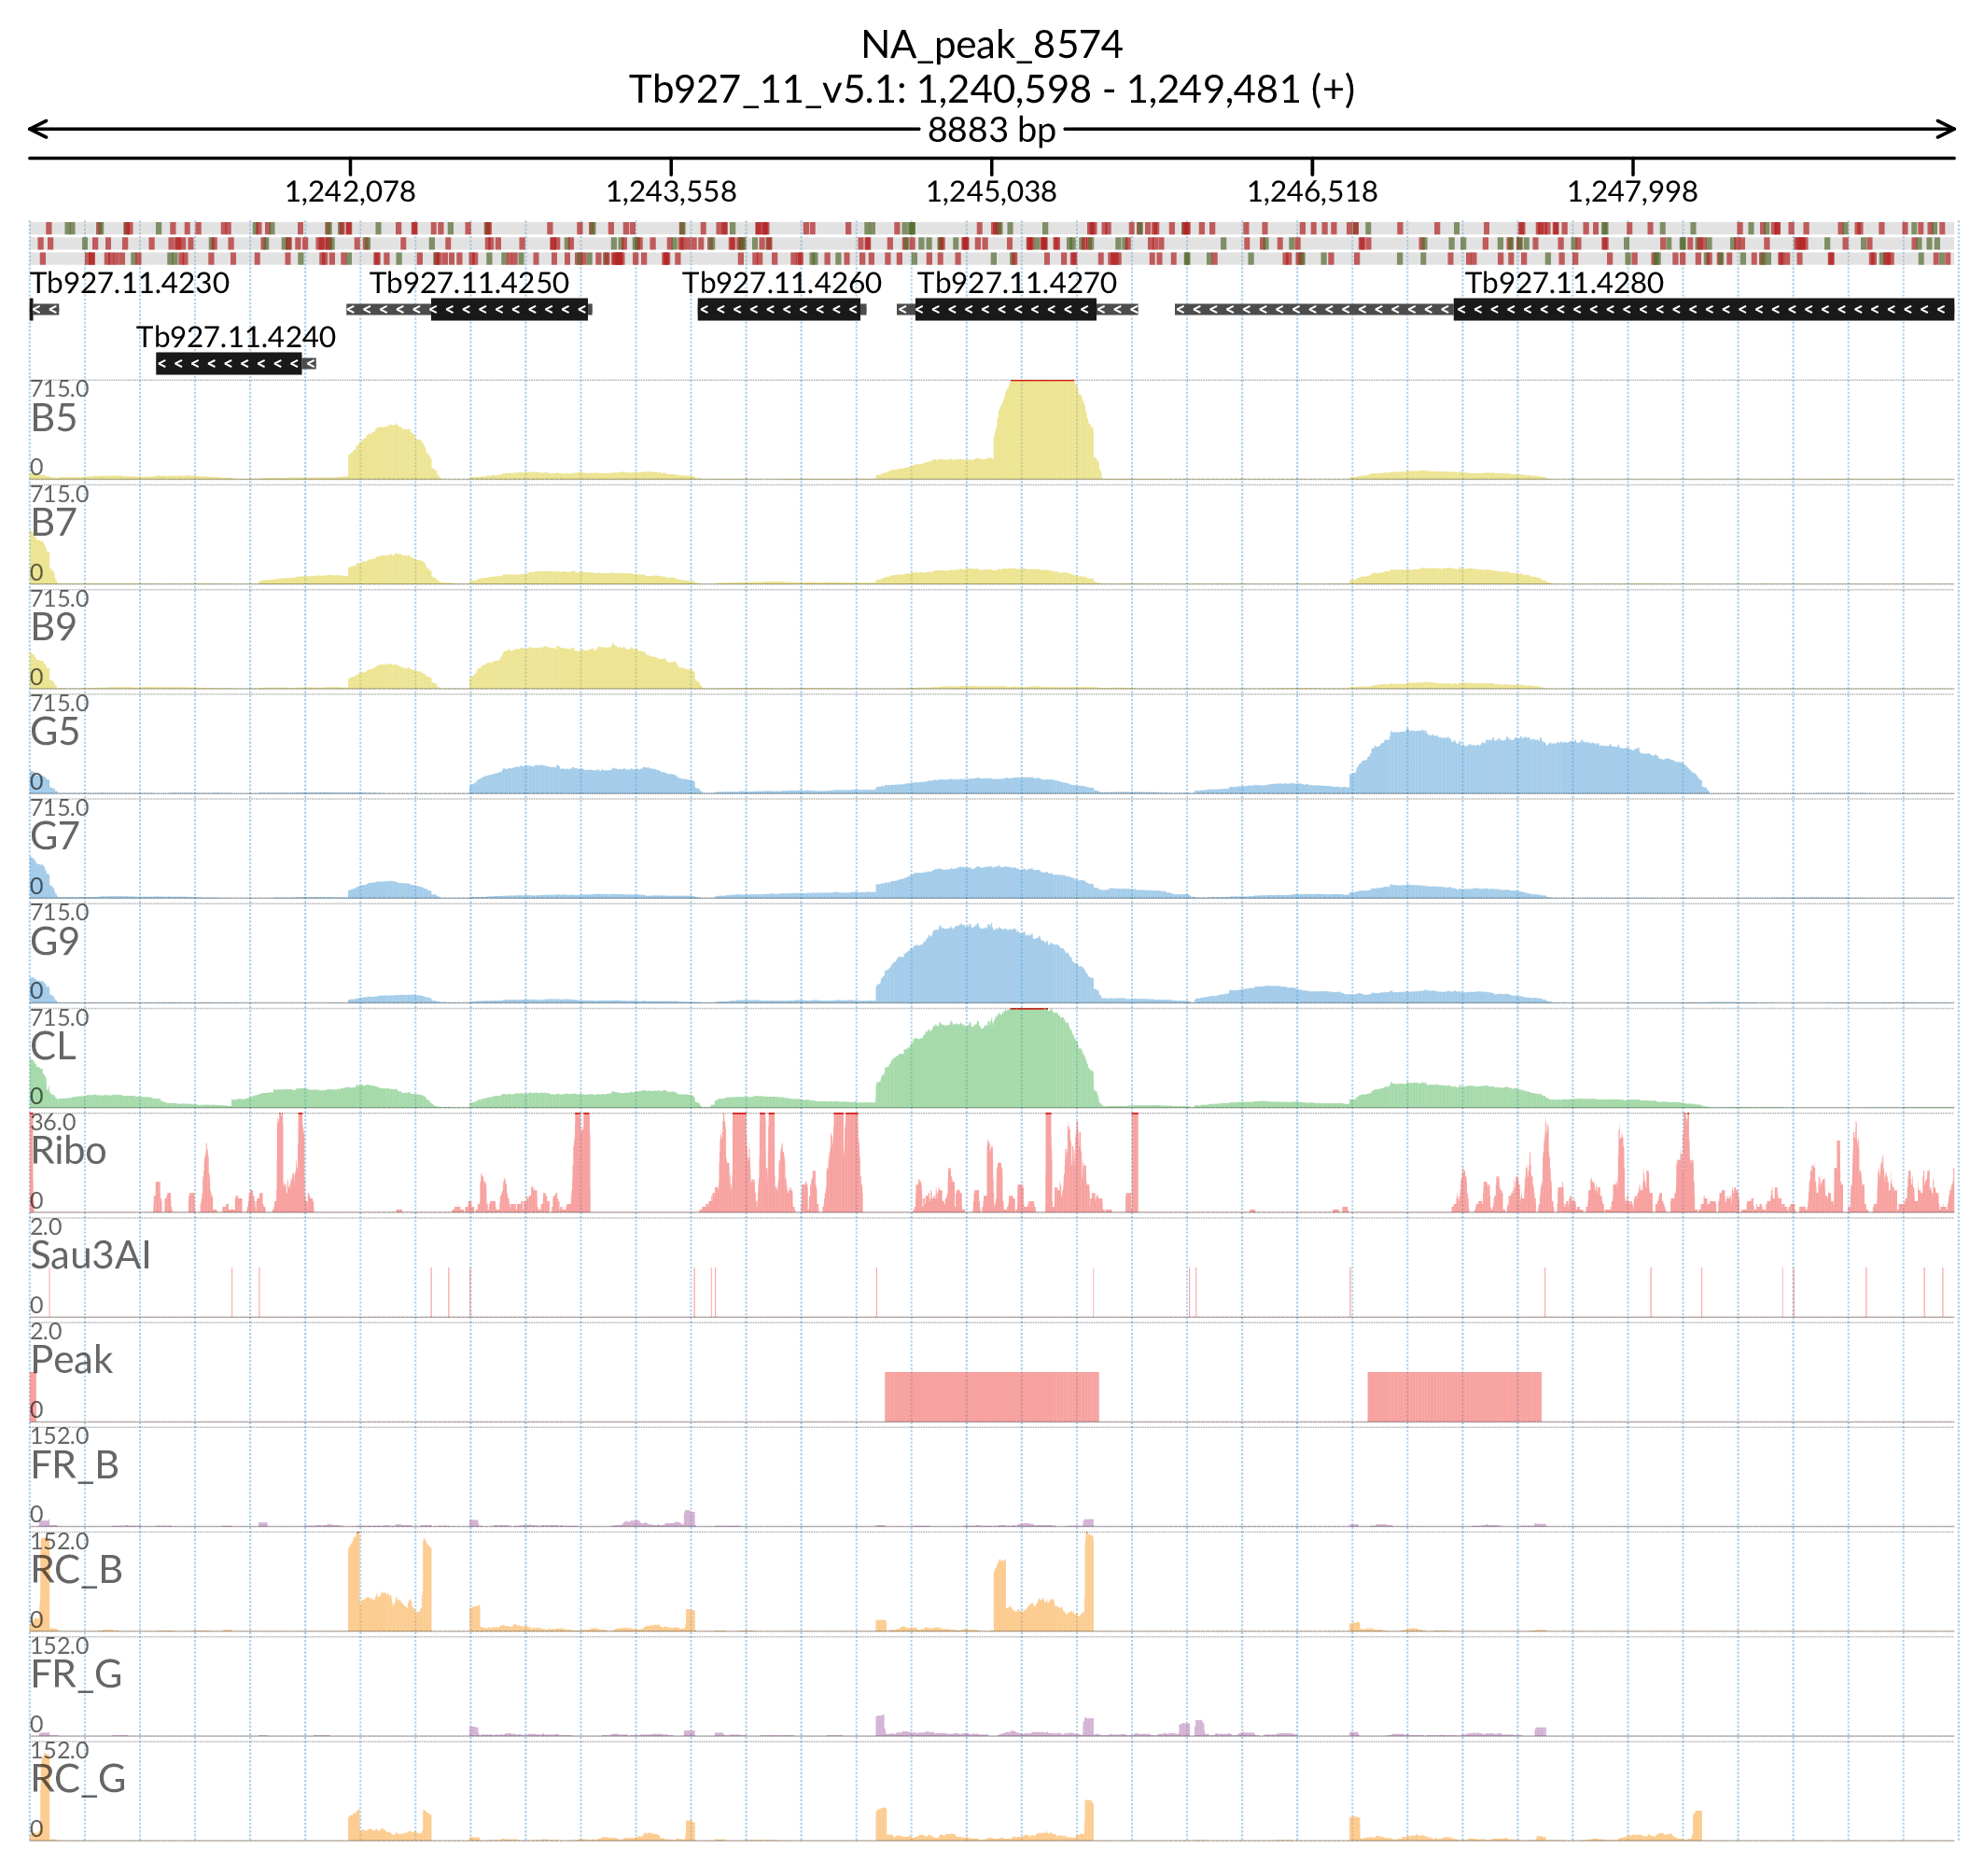 NA_peak_8574
Tb927_11_v5.1: 1,240,598 - 1,249,481 (+)
8883 bp
1,242,078 1,243,558 1,245,038 1,246,518 1,247,998
Tb927.11.4230 Tb927.11.4250 Tb927.11.4260 Tb927.11.4270 Tb927.11.4280
Tb927.11.4240
715.0
B5
0
715.0
B7
0
715.0
B9
0
715.0
G5
0
715.0
G7
0
715.0
G9
0
715.0
CL
0
36.0
Ribo
0
2.0
Sau3AI
0
2.0
Peak
0
152.0
FR_B
0
152.0
RC_B
0
152.0
FR_G
0
152.0
RC_G
0